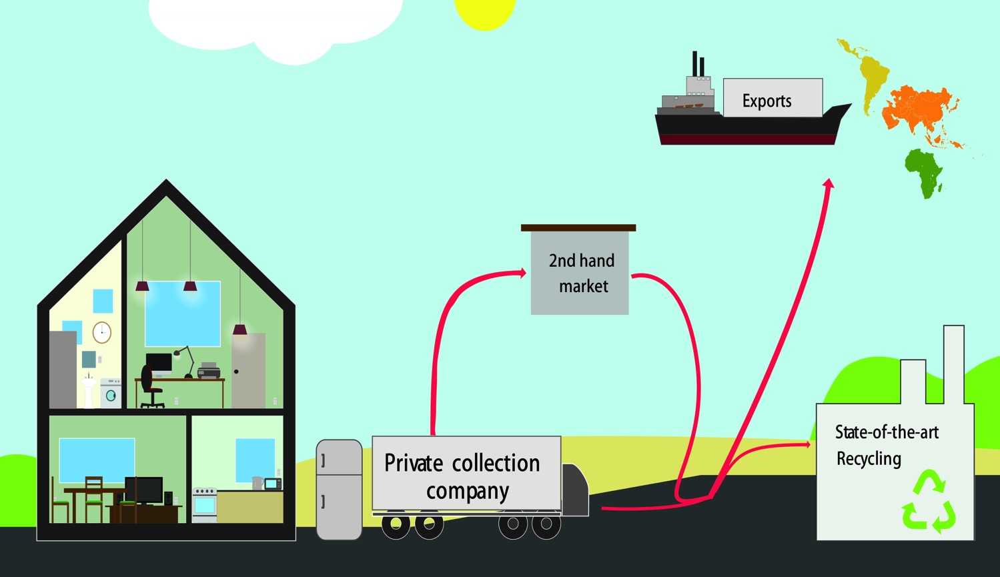 Exports
2nd hand
market
State-of-the-art
Recycling
Private collection
company